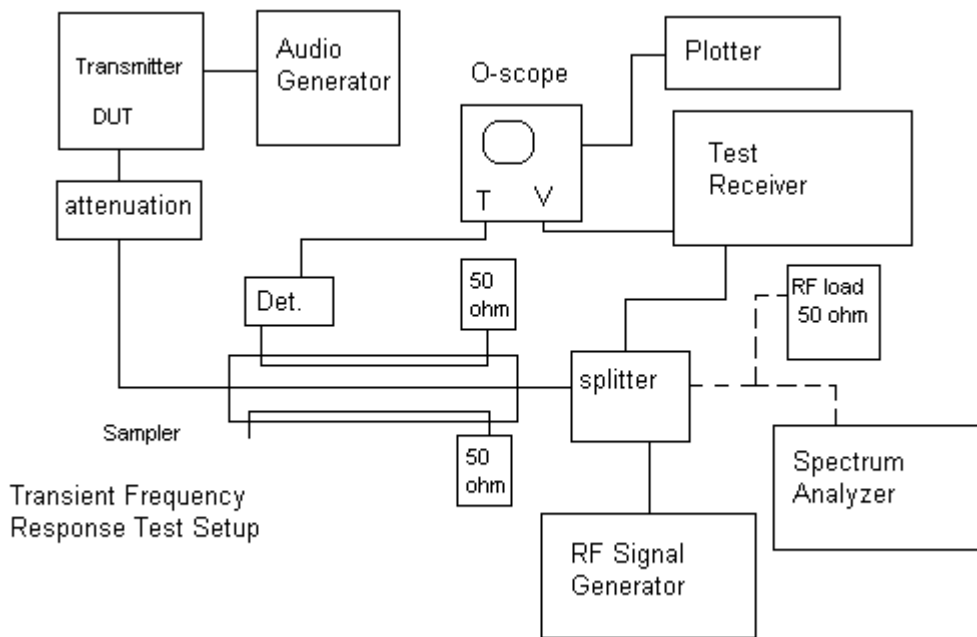 Transmitter
DUT
Audio
Generator
O-scope
Plotter
T V
Test
Receiver
attenuation
Det.
50
ohm
RF load
50 ohm
splitter
Sampler
50
ohm
Spectrum
Analyzer
Transient Frequency
Response Test Setup
RF Signal
Generator